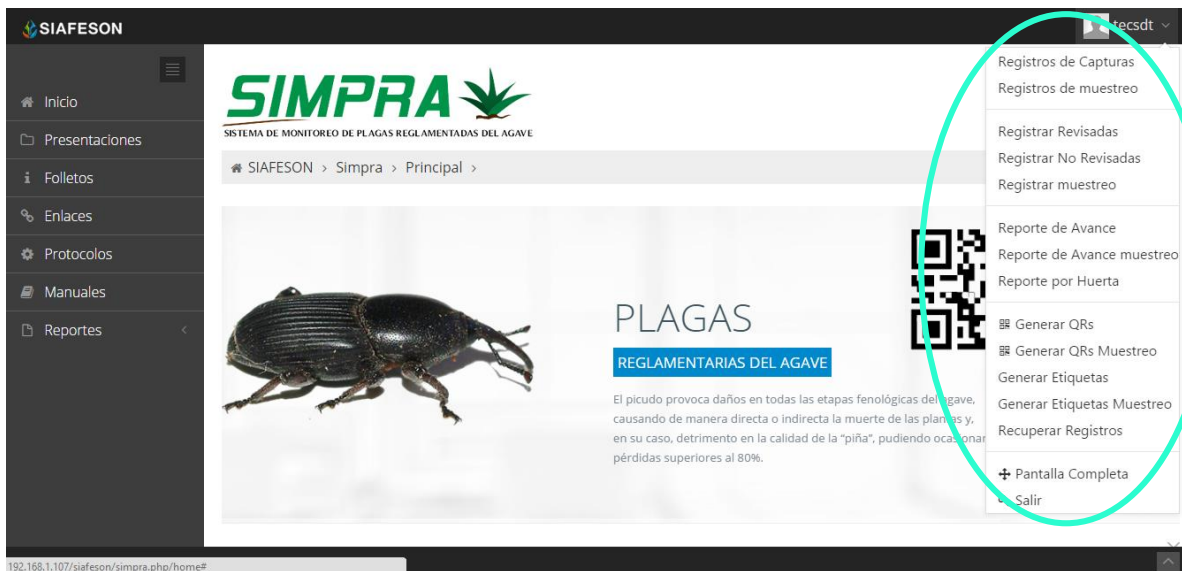 SIAFESON
tecsdt
Inicio
Presentaciones
Folletos
Enlaces
Protocolos
Manuales
Reportes
SIMPRA
SISTEMA DE MONITOREO DE PLAGAS REGLAMENTADAS DEL AGAVE
SIAFESON > Simpra > Principal >
PLAGAS
REGLAMENTARIAS DEL AGAVE
El picudo provoca daños en todas las etapas fenológicas del agave,
causando de manera directa o indirecta la muerte de las plantas y,
en su caso, detrimento en la calidad de la “piña”, pudiendo ocasionar
pérdidas superiores al 80%.
Registros de Capturas
Registros de muestreo
Registrar Revisadas
Registrar No Revisadas
Registrar muestreo
Reporte de Avance
Reporte de Avance muestreo
Reporte por Huerta
Generar QRs
Generar QRs Muestreo
Generar Etiquetas
Generar Etiquetas Muestreo
Recuperar Registros
Pantalla Completa
Salir
192.168.1.107/siafeson/simpra.php/home#